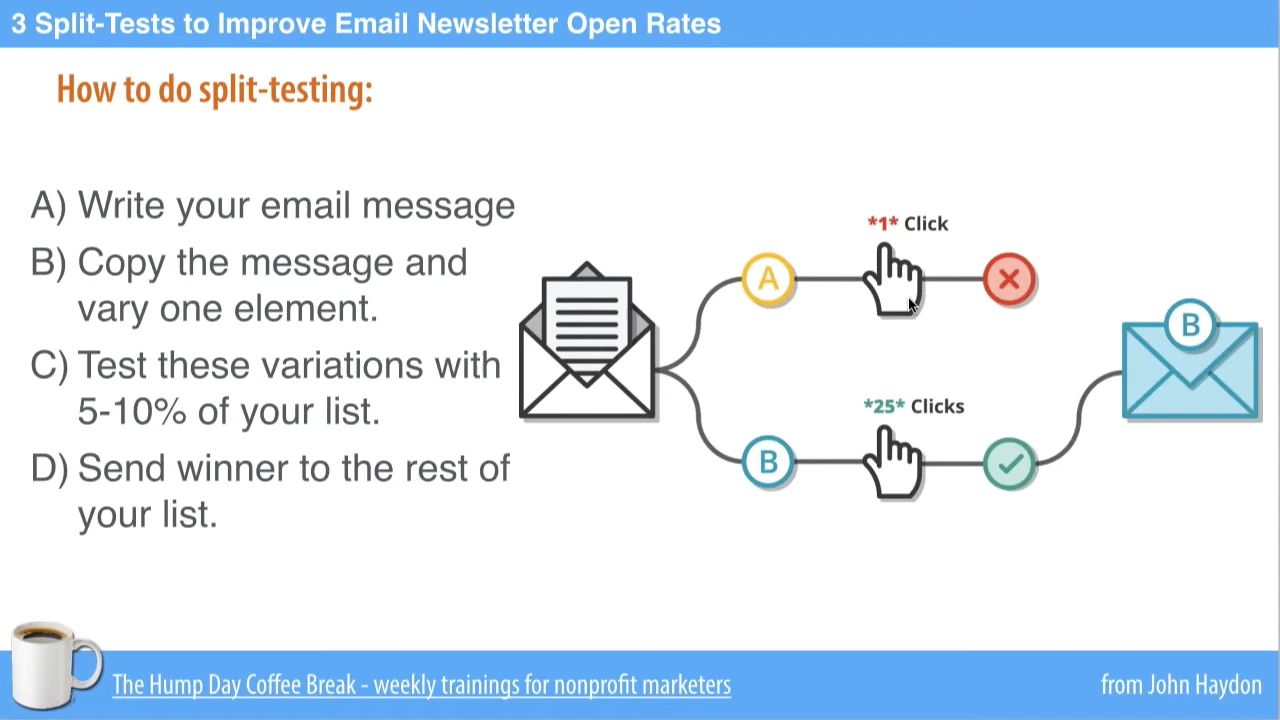 3 Split-Tests to Improve Email Newsletter Open Rates
How to do split-testing:
A) Write your email message
B) Copy the message and
vary one element.
C) Test these variations with
5-10% of your list.
D) Send winner to the rest of
your list.
*1* Click
A
B
*25* Clicks
B
The Hump Day Coffee Break - weekly trainings for nonprofit marketers
from John Haydon